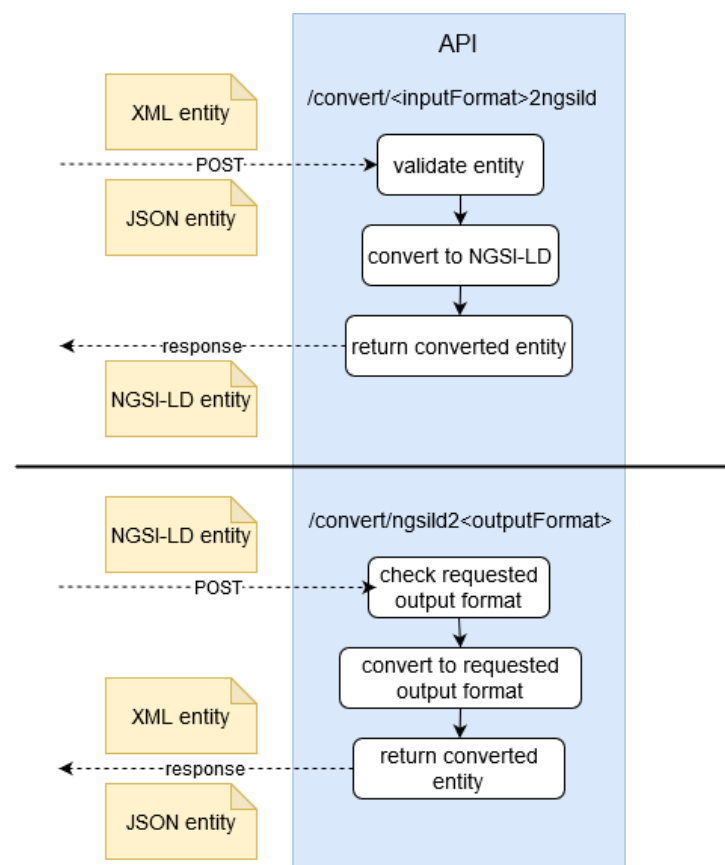 API
/convert/<inputFormat>2ngsild
XML entity
POST
validate entity
JSON entity
convert to NGSI-LD
response
return converted entity
NGSI-LD entity
NGSI-LD entity
/convert/ngsild2<outputFormat>
POST
check requested
output format
convert to requested
output format
XML entity
response
return converted
entity
JSON entity